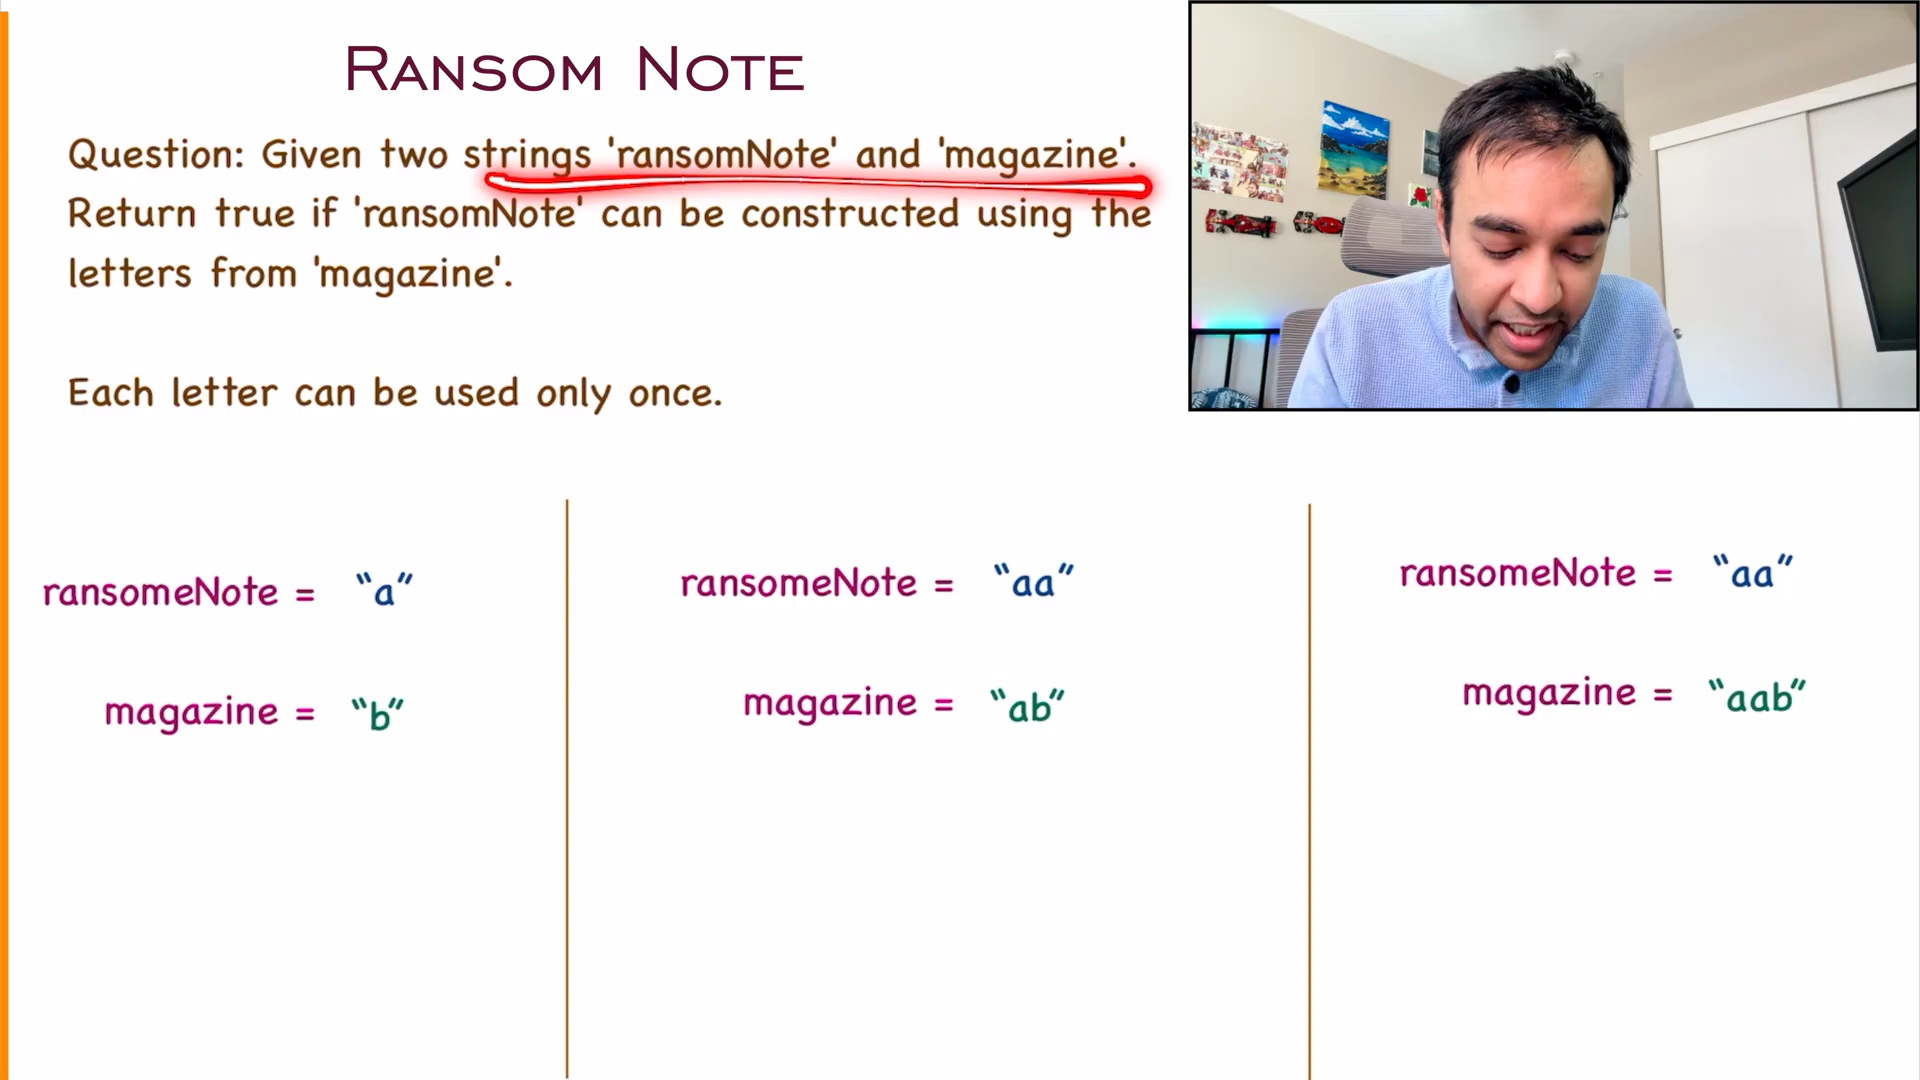 RANSOM NOTE
Question: Given two strings 'ransomNote' and 'magazine'.
Return true if 'ransomNote' can be constructed using the
letters from 'magazine'.
Each letter can be used only once.
ransomeNote = “a”
magazine = “b”
ransomeNote = “aa”
magazine = “ab”
ransomeNote = “aa”
magazine = “aab”